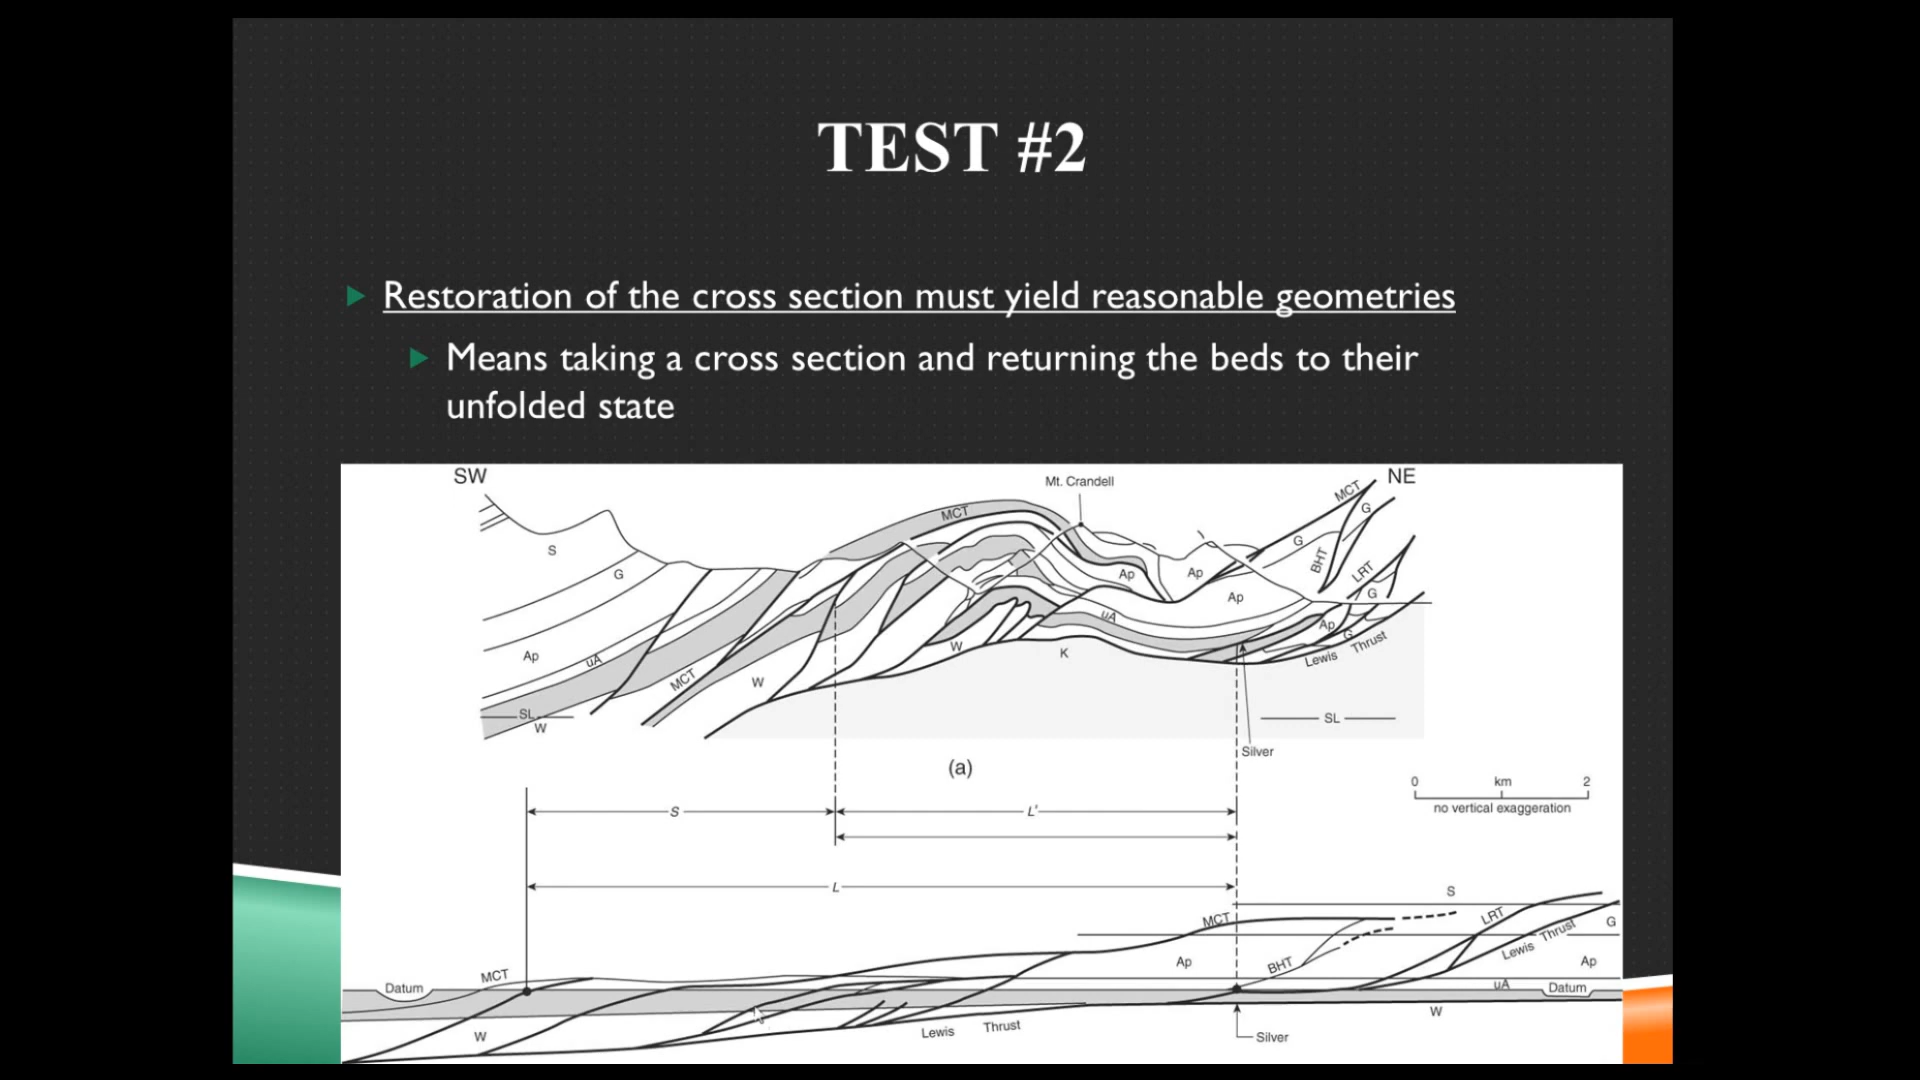 TEST #2
Restoration of the cross section must yield reasonable geometries
Means taking a cross section and returning the beds to their
unfolded state
SW
NE
Mt. Crandell
MCT
MCT
G
S
G
BHT
G
LRT
Ap
Ap
Ap
G
uA
Ap
G
Ap
uA
W
K
Lewis Thrust
MCT
W
SL
W
SL
Silver
(a)
0 km 2
no vertical exaggeration
S
L'
L
S
MCT
LRT
G
Lewis Thrust
Ap
BHT
Ap
MCT
Datum
uA
Datum
W
W
Lewis Thrust
Silver